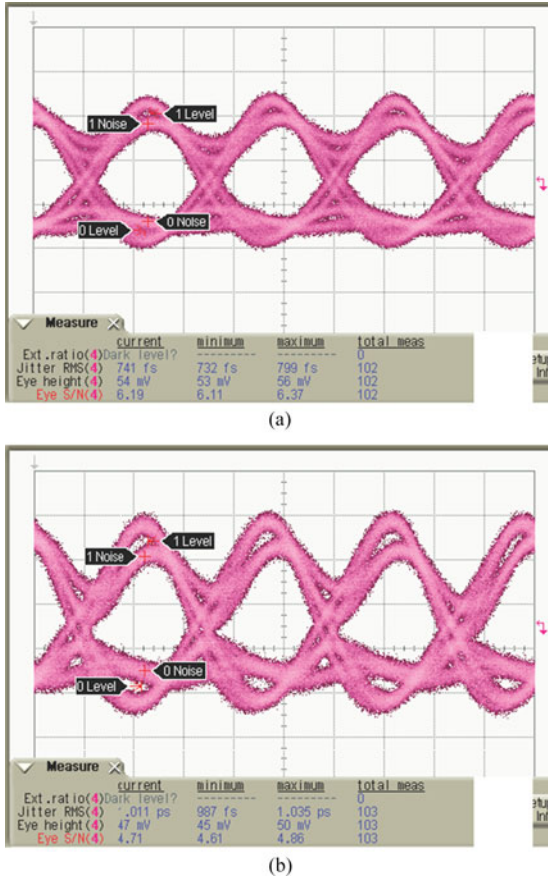 1 Level
1 Noise
0 Noise
0 Level
Measure
current minimum maximum total meas
Ext.ratio(4) Dark level? --------- --------- 0
Jitter RMS(4) 741 fs 732 fs 799 fs 102
Eye height(4) 54 mV 53 mV 56 mV 102
Eye S/N(4) 6.19 6.11 6.37 102
(a)
1 Level
1 Noise
0 Noise
0 Level
Measure
current minimum maximum total meas
Ext.ratio(4) Dark level? --------- --------- 0
Jitter RMS(4) .011 ps 987 fs 1.035 ps 103
Eye height(4) 47 mV 45 mV 50 mV 103
Eye S/N(4) 4.71 4.61 4.86 103
(b)